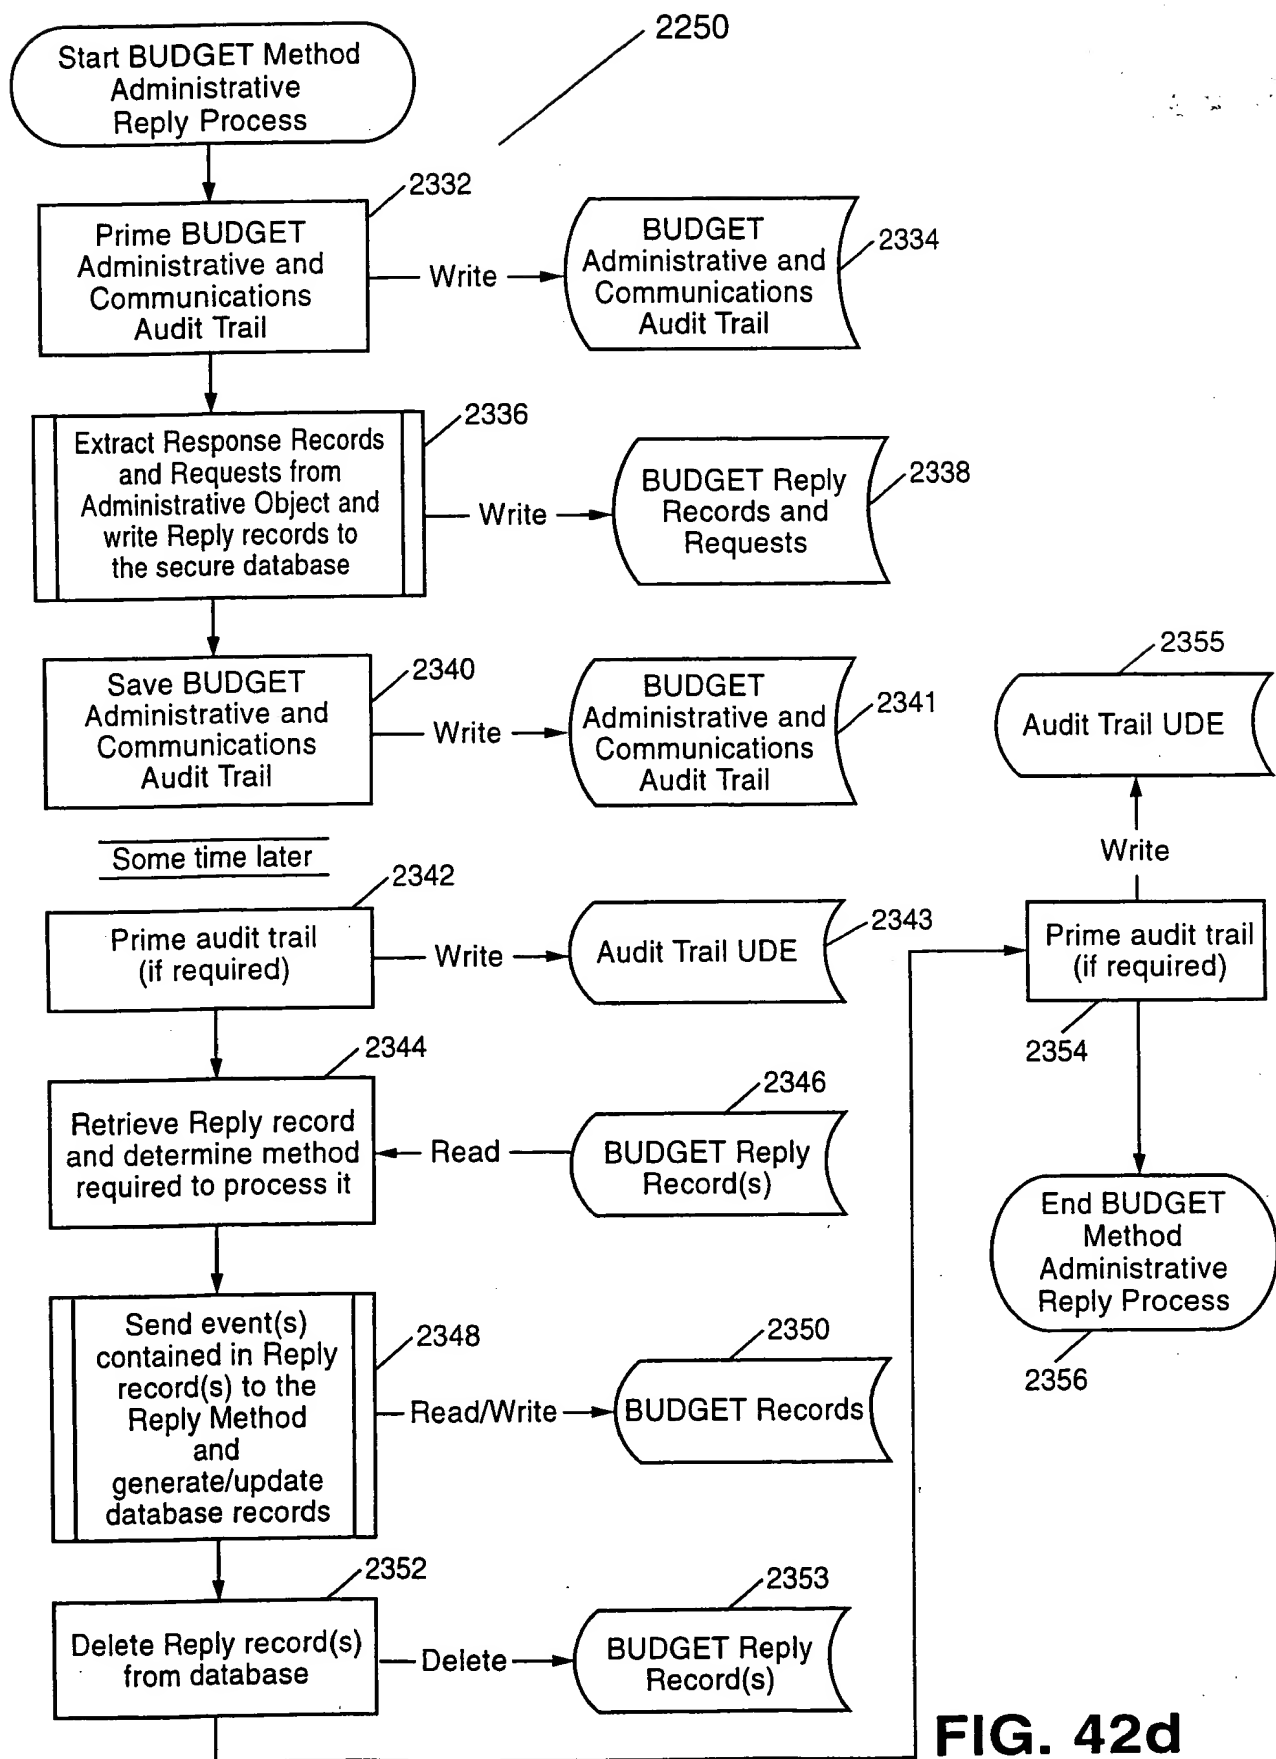 Start BUDGET Method
Administrative
Reply Process
2250
2332
Prime BUDGET
Administrative and
Communications
Audit Trail
Write
BUDGET
Administrative and
Communications
Audit Trail
2334
2336
Extract Response Records
and Requests from
Administrative Object and
write Reply records to
the secure database
Write
BUDGET Reply
Records and
Requests
2338
Save BUDGET
Administrative and
Communications
Audit Trail
2340
Write
BUDGET
Administrative and
Communications
Audit Trail
2341
Some time later
2342
Prime audit trail
(if required)
Write
Audit Trail UDE
2343
2344
Retrieve Reply record
and determine method
required to process it
Read
2346
BUDGET Reply
Record(s)
Send event(s)
contained in Reply
record(s) to the
Reply Method
and
generate/update
database records
2348
Read/Write
2350
BUDGET Records
2352
Delete Reply record(s)
from database
Delete
2353
BUDGET Reply
Record(s)
2355
Audit Trail UDE
Write
Prime audit trail
(if required)
2354
End BUDGET
Method
Administrative
Reply Process
2356
FIG. 42d